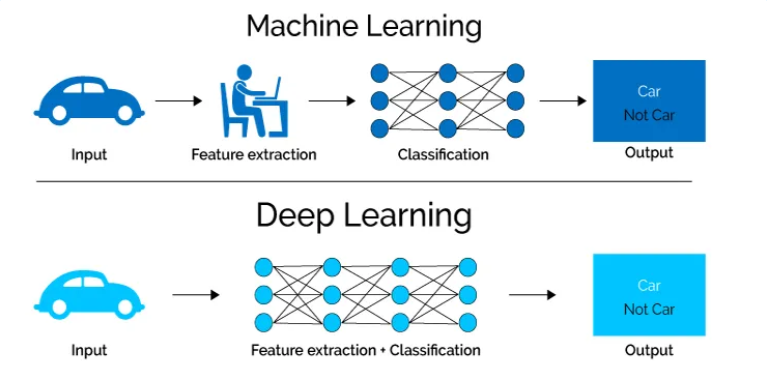 Machine Learning
Car
Not Car
Input
Feature extraction
Classification
Output
Deep Learning
Car
Not Car
Input
Feature extraction + Classification
Output